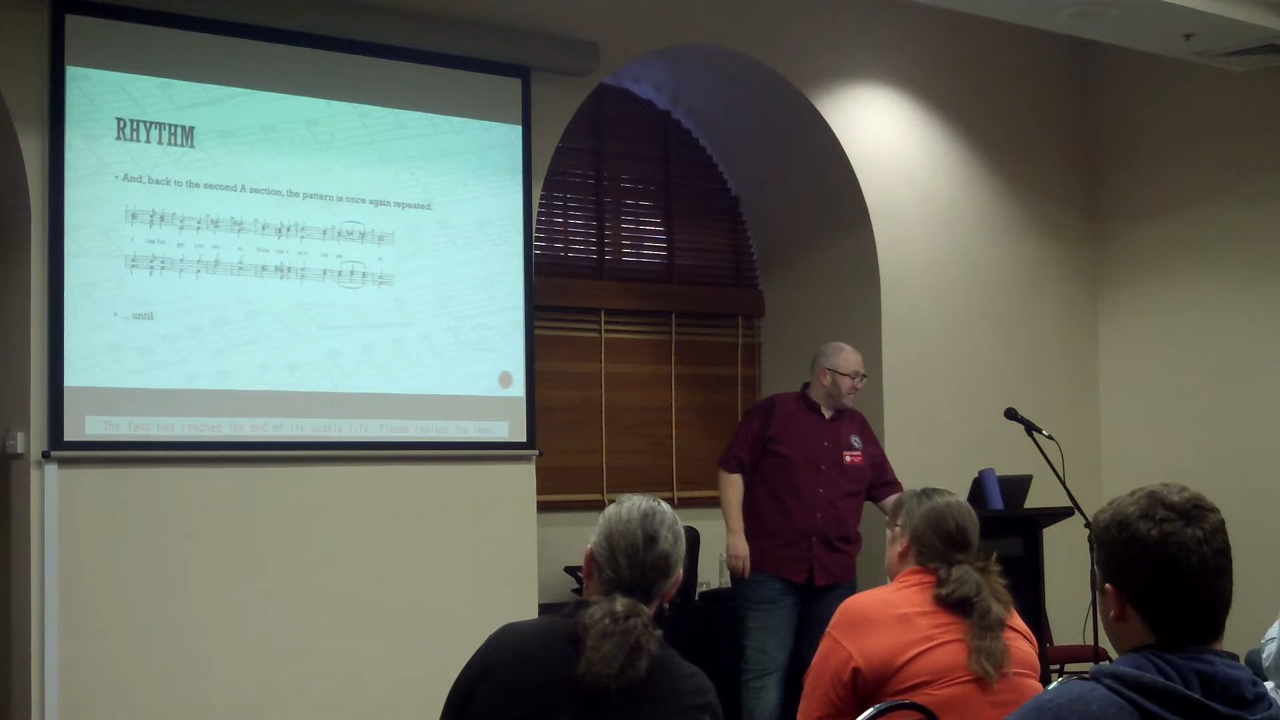 RHYTHM
And, back to the second A section, the pattern is once again repeated:
...until
The lamp has reached the end of its usable life. Please replace the lamp.